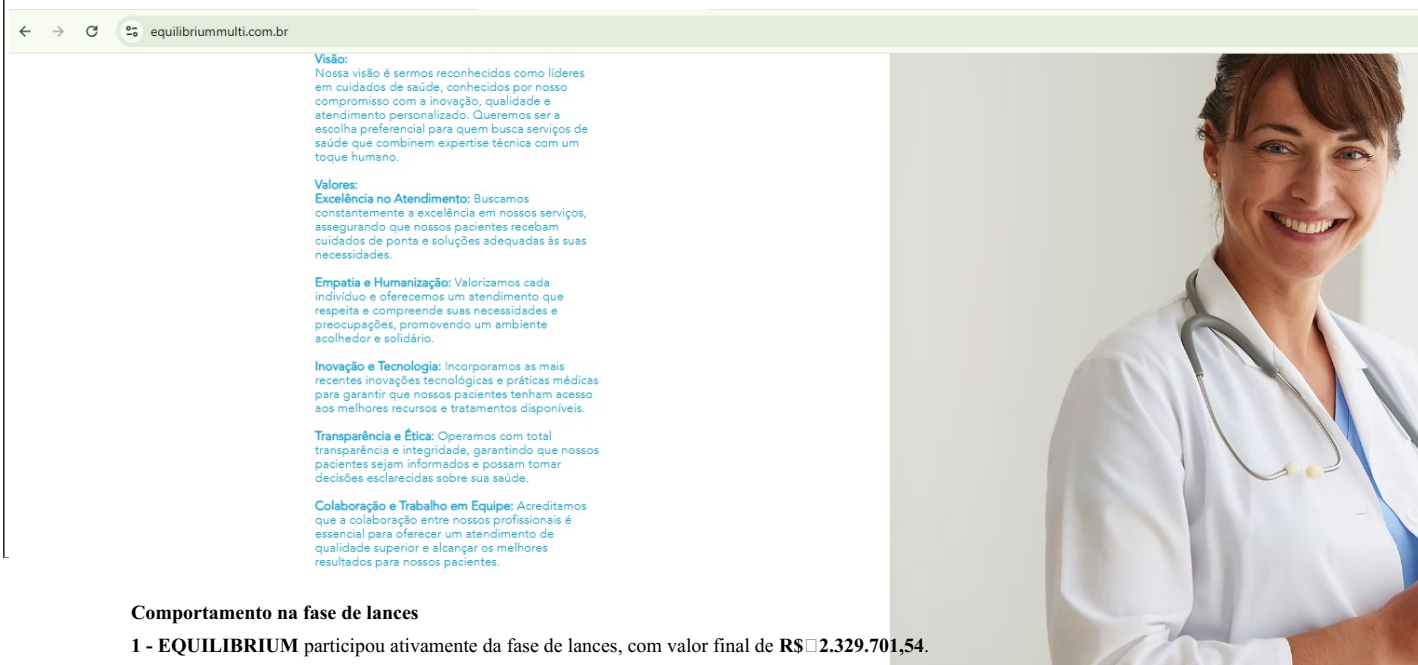 equilibriummulti.com.br
Visão:
Nossa visão é sermos reconhecidos como líderes
em cuidados de saúde, conhecidos por nosso
compromisso com a inovação, qualidade e
atendimento personalizado. Queremos ser a
escolha preferencial para quem busca serviços de
saúde que combinem expertise técnica com um
toque humano.
Valores:
Excelência no Atendimento: Buscamos
constantemente a excelência em nossos serviços,
assegurando que nossos pacientes recebam
cuidados de ponta e soluções adequadas às suas
necessidades.
Empatia e Humanização: Valorizamos cada
indivíduo e oferecemos um atendimento que
respeita e compreende suas necessidades e
preocupações, promovendo um ambiente
acolhedor e solidário.
Inovação e Tecnologia: Incorporamos as mais
recentes inovações tecnológicas e práticas médicas
para garantir que nossos pacientes tenham acesso
aos melhores recursos e tratamentos disponíveis.
Transparência e Ética: Operamos com total
transparência e integridade, garantindo que nossos
pacientes sejam informados e possam tomar
decisões esclarecidas sobre sua saúde.
Colaboração e Trabalho em Equipe: Acreditamos
que a colaboração entre nossos profissionais é
essencial para oferecer um atendimento de
qualidade superior e alcançar os melhores
resultados para nossos pacientes.
Comportamento na fase de lances
1 - EQUILIBRIUM participou ativamente da fase de lances, com valor final de R$□2.329.701,54.